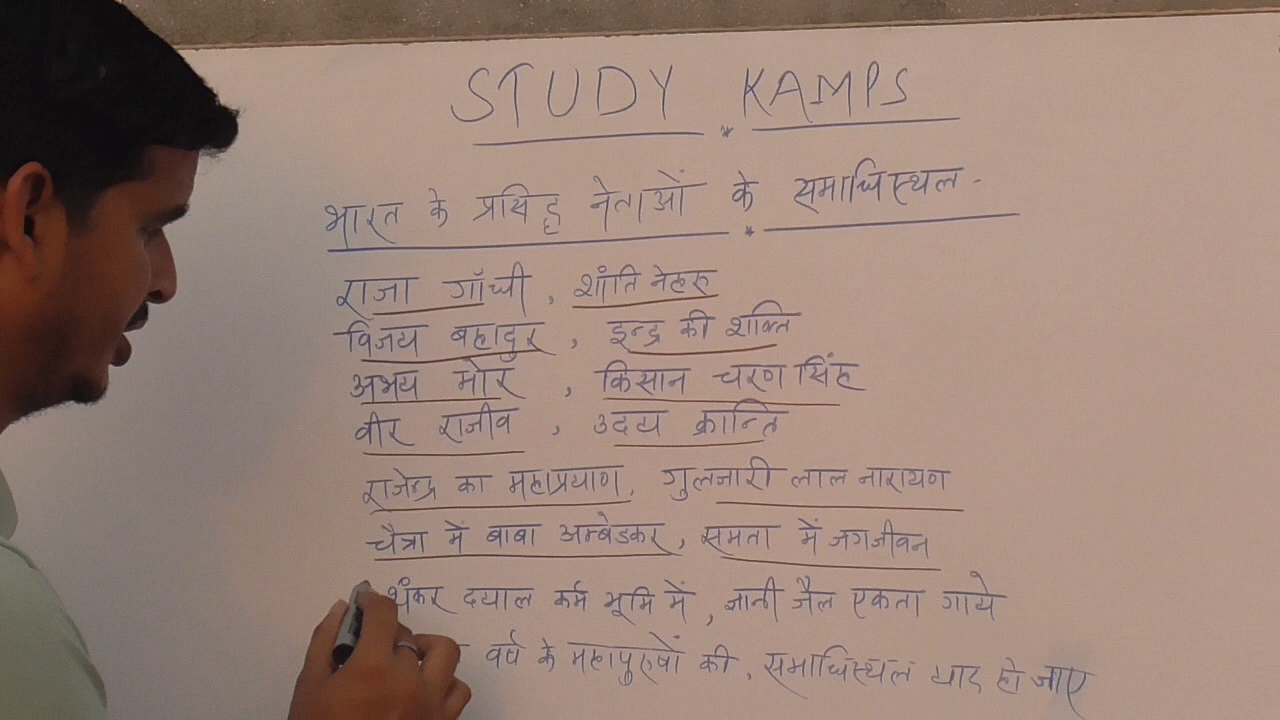 STUDY KAMPS
भारत के प्रसिद्ध नेताओं के समाधिस्थल -
राजा गाँधी , शांति नेहरू
विजय बहादुर , इन्द्र की शक्ति
अभय मोर , किसान चरण सिंह
वीर राजीव , उदय क्रान्ति
राजेन्द्र का महाप्रयाण, गुलजारी लाल नारायण
चैत्रा में बाबा अम्बेडकर, समता में जगजीवन
शंकर दयाल कर्म भूमि में, ज्ञानी जैल एकता गाये
वर्ष के महापुरुषों की, समाधिस्थल याद हो जाए